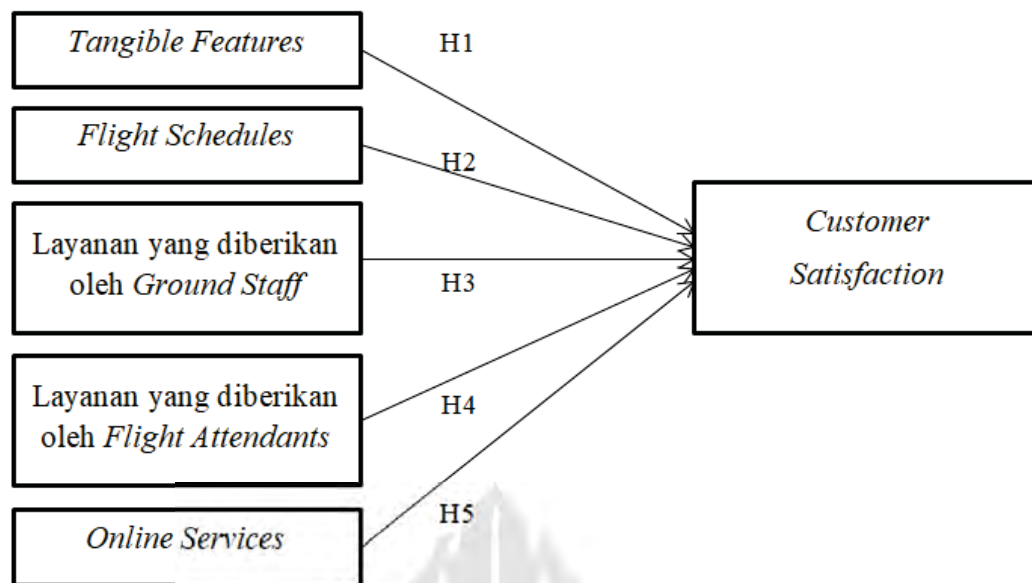 Tangible Features
H1
Flight Schedules
H2
Layanan yang diberikan
oleh Ground Staff
H3
Customer
Satisfaction
Layanan yang diberikan
oleh Flight Attendants
H4
Online Services
H5